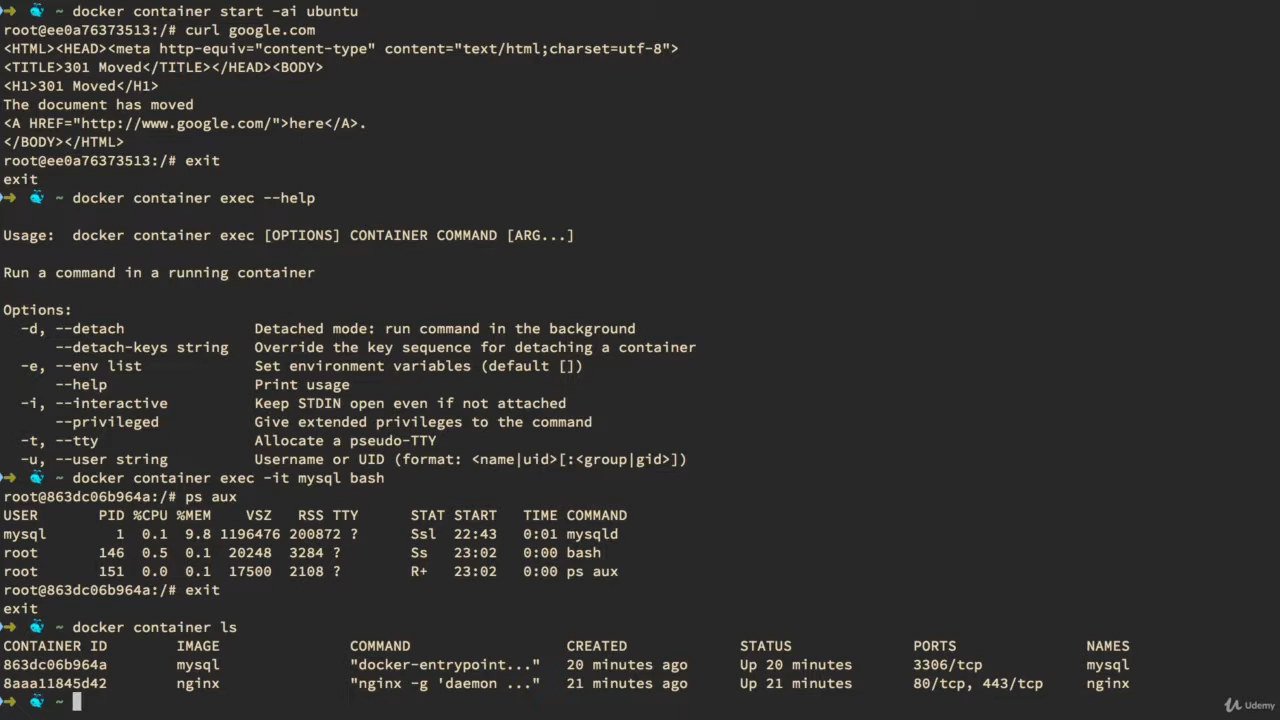 ~ docker container start -ai ubuntu
root@ee0a76373513:/# curl google.com
<HTML><HEAD><meta http-equiv="content-type" content="text/html;charset=utf-8">
<TITLE>301 Moved</TITLE></HEAD><BODY>
<H1>301 Moved</H1>
The document has moved
<A HREF="http://www.google.com/">here</A>.
</BODY></HTML>
root@ee0a76373513:/# exit
exit
~ docker container exec --help
Usage:  docker container exec [OPTIONS] CONTAINER COMMAND [ARG...]
Run a command in a running container
Options:
-d, --detach                Detached mode: run command in the background
--detach-keys string   Override the key sequence for detaching a container
-e, --env list              Set environment variables (default [])
--help                 Print usage
-i, --interactive           Keep STDIN open even if not attached
--privileged           Give extended privileges to the command
-t, --tty                   Allocate a pseudo-TTY
-u, --user string           Username or UID (format: <name|uid>[:<group|gid>])
~ docker container exec -it mysql bash
root@863dc06b964a:/# ps aux
USER       PID %CPU %MEM    VSZ   RSS TTY      STAT START   TIME COMMAND
mysql        1  0.1  9.8 1196476 200872 ?      Ssl  22:43   0:01 mysqld
root       146  0.5  0.1  20248  3284 ?        Ss   23:02   0:00 bash
root       151  0.0  0.1  17500  2108 ?        R+   23:02   0:00 ps aux
root@863dc06b964a:/# exit
exit
~ docker container ls
CONTAINER ID        IMAGE             COMMAND                  CREATED             STATUS              PORTS               NAMES
863dc06b964a        mysql             "docker-entrypoint..."   20 minutes ago      Up 20 minutes       3306/tcp            mysql
8aaa11845d42        nginx             "nginx -g 'daemon ..."   21 minutes ago      Up 21 minutes       80/tcp, 443/tcp     nginx
~
Udemy